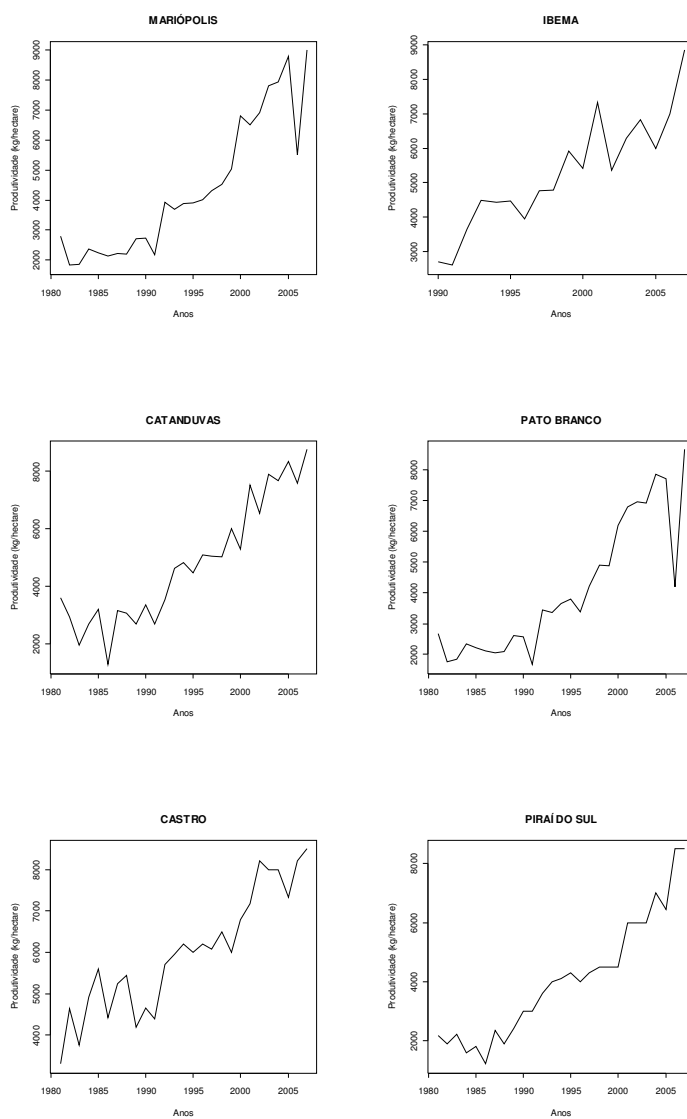 MARIÓPOLIS
Produtividade (kg/hectare)
2000 3000 4000 5000 6000 7000 8000 9000
1980 1985 1990 1995 2000 2005
Anos
IBEMA
Produtividade (kg/hectare)
3000 4000 5000 6000 7000 8000 9000
1990 1995 2000 2005
Anos
CATANDUVAS
Produtividade (kg/hectare)
2000 4000 6000 8000
1980 1985 1990 1995 2000 2005
Anos
PATO BRANCO
Produtividade (kg/hectare)
2000 3000 4000 5000 6000 7000 8000
1980 1985 1990 1995 2000 2005
Anos
CASTRO
Produtividade (kg/hectare)
4000 5000 6000 7000 8000
1980 1985 1990 1995 2000 2005
Anos
PIRAÍ DO SUL
Produtividade (kg/hectare)
2000 4000 6000 8000
1980 1985 1990 1995 2000 2005
Anos